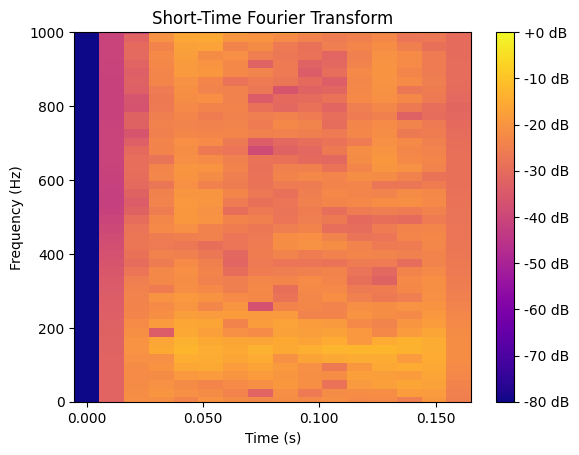 Short-Time Fourier Transform
1000
800
600
400
200
0
Frequency (Hz)
0.000
0.050
0.100
0.150
Time (s)
+0 dB
-10 dB
-20 dB
-30 dB
-40 dB
-50 dB
-60 dB
-70 dB
-80 dB